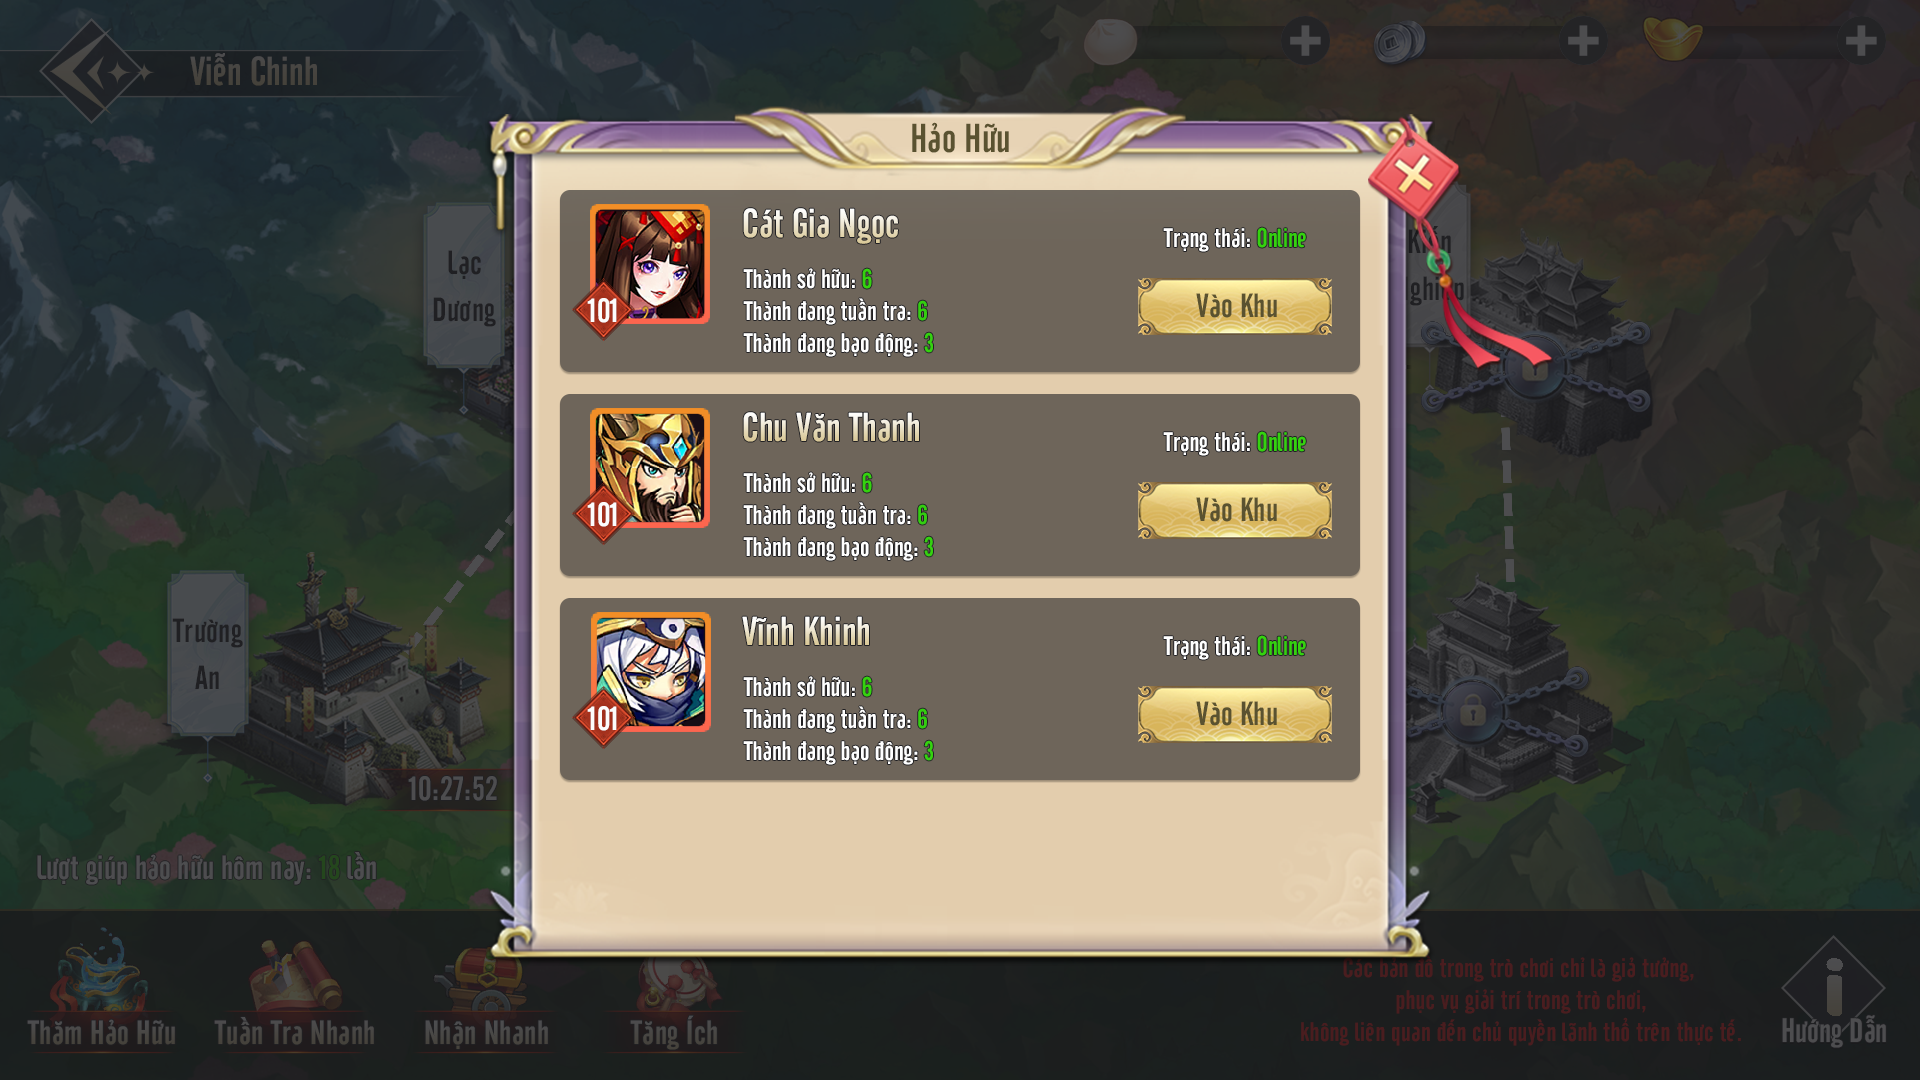 Viễn Chinh
Hảo Hữu
Cát Gia Ngọc
Trạng thái: Online
Thành sở hữu: 6
Thành đang tuần tra: 6
Thành đang bạo động: 3
101
Vào Khu
Chu Văn Thanh
Trạng thái: Online
Thành sở hữu: 6
Thành đang tuần tra: 6
Thành đang bạo động: 3
101
Vào Khu
Vĩnh Khinh
Trạng thái: Online
Thành sở hữu: 6
Thành đang tuần tra: 6
Thành đang bạo động: 3
101
Vào Khu
Lạc
Dương
Trường
An
10:27:52
Lượt giúp hảo hữu hôm nay: 18 lần
Thăm Hảo Hữu
Tuần Tra Nhanh
Nhận Nhanh
Tăng Ích
Các bản đồ trong trò chơi chỉ là giả tưởng,
phục vụ giải trí trong trò chơi,
không liên quan đến chủ quyền lãnh thổ trên thực tế.
Hướng Dẫn